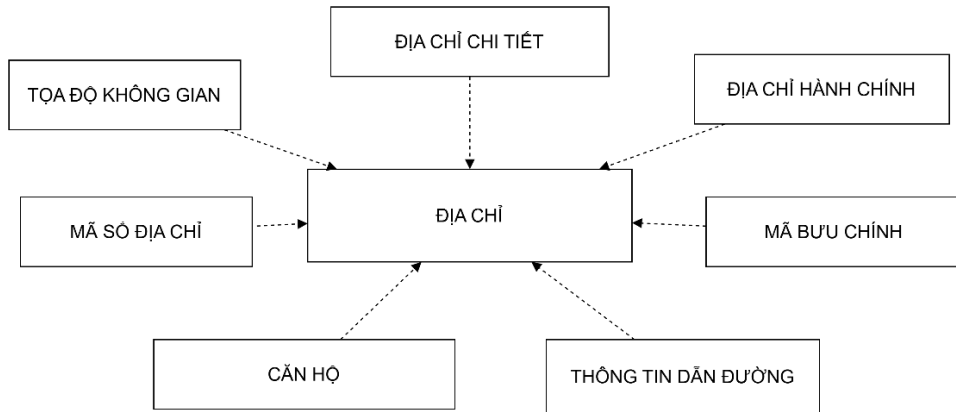 ĐỊA CHỈ CHI TIẾT
TỌA ĐỘ KHÔNG GIAN
ĐỊA CHỈ HÀNH CHÍNH
ĐỊA CHỈ
MÃ SỐ ĐỊA CHỈ
MÃ BƯU CHÍNH
CĂN HỘ
THÔNG TIN DẪN ĐƯỜNG